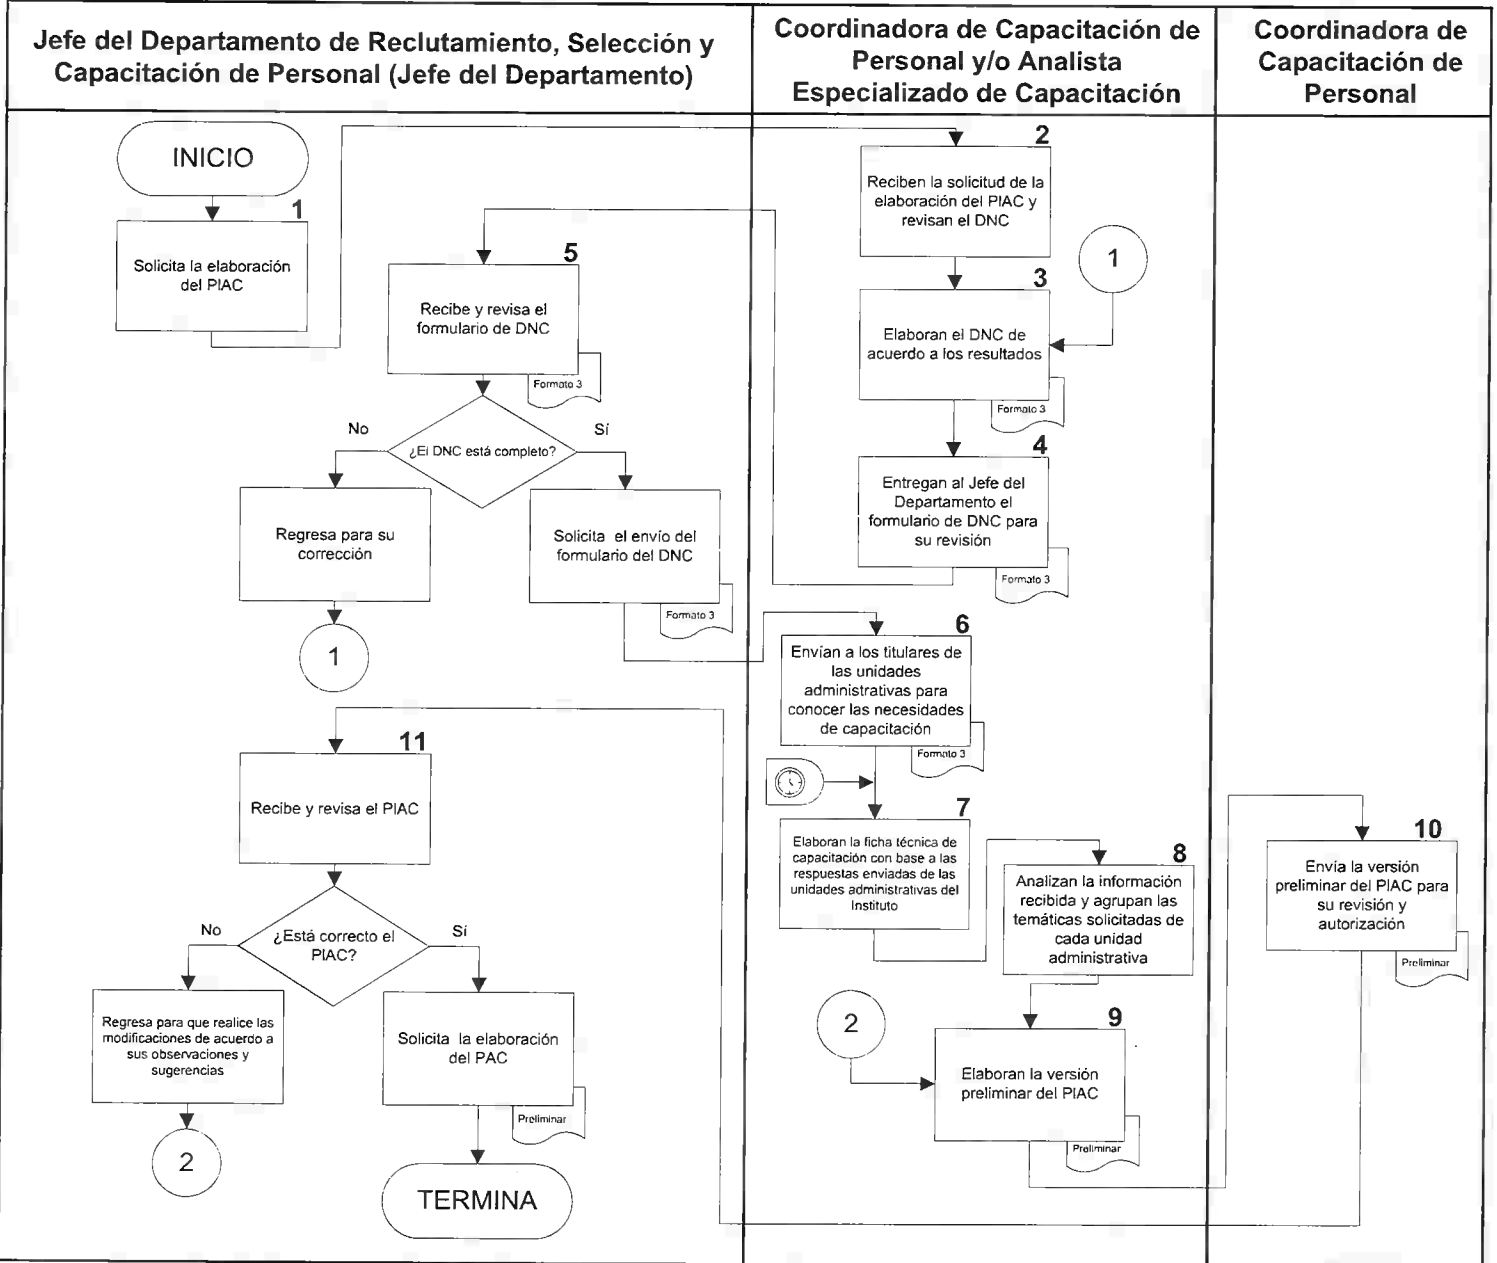 Jefe del Departamento de Reclutamiento, Selección y
Capacitación de Personal (Jefe del Departamento)
Coordinadora de Capacitación de
Personal y/o Analista
Especializado de Capacitación
Coordinadora de
Capacitación de
Personal
INICIO
1
Solicita la elaboración
del PIAC
2
Reciben la solicitud de la
elaboración del PIAC y
revisan el DNC
1
3
Elaboran el DNC de
acuerdo a los resultados
Formato 3
4
Entregan al Jefe del
Departamento el
formulario de DNC para
su revisión
Formato 3
5
Recibe y revisa el
formulario de DNC
Formato 3
¿El DNC está completo?
No
Sí
Regresa para su
corrección
1
Solicita el envío del
formulario del DNC
Formato 3
6
Envían a los titulares de
las unidades
administrativas para
conocer las necesidades
de capacitación
Formato 3
7
Elaboran la ficha técnica de
capacitación con base a las
respuestas enviadas de las
unidades administrativas del
Instituto
8
Analizan la información
recibida y agrupan las
temáticas solicitadas de
cada unidad
administrativa
2
9
Elaboran la versión
preliminar del PIAC
Preliminar
10
Envía la versión
preliminar del PIAC para
su revisión y
autorización
Preliminar
11
Recibe y revisa el PIAC
¿Está correcto el
PIAC?
No
Sí
Regresa para que realice las
modificaciones de acuerdo a
sus observaciones y
sugerencias
2
Solicita la elaboración
del PAC
Preliminar
TERMINA